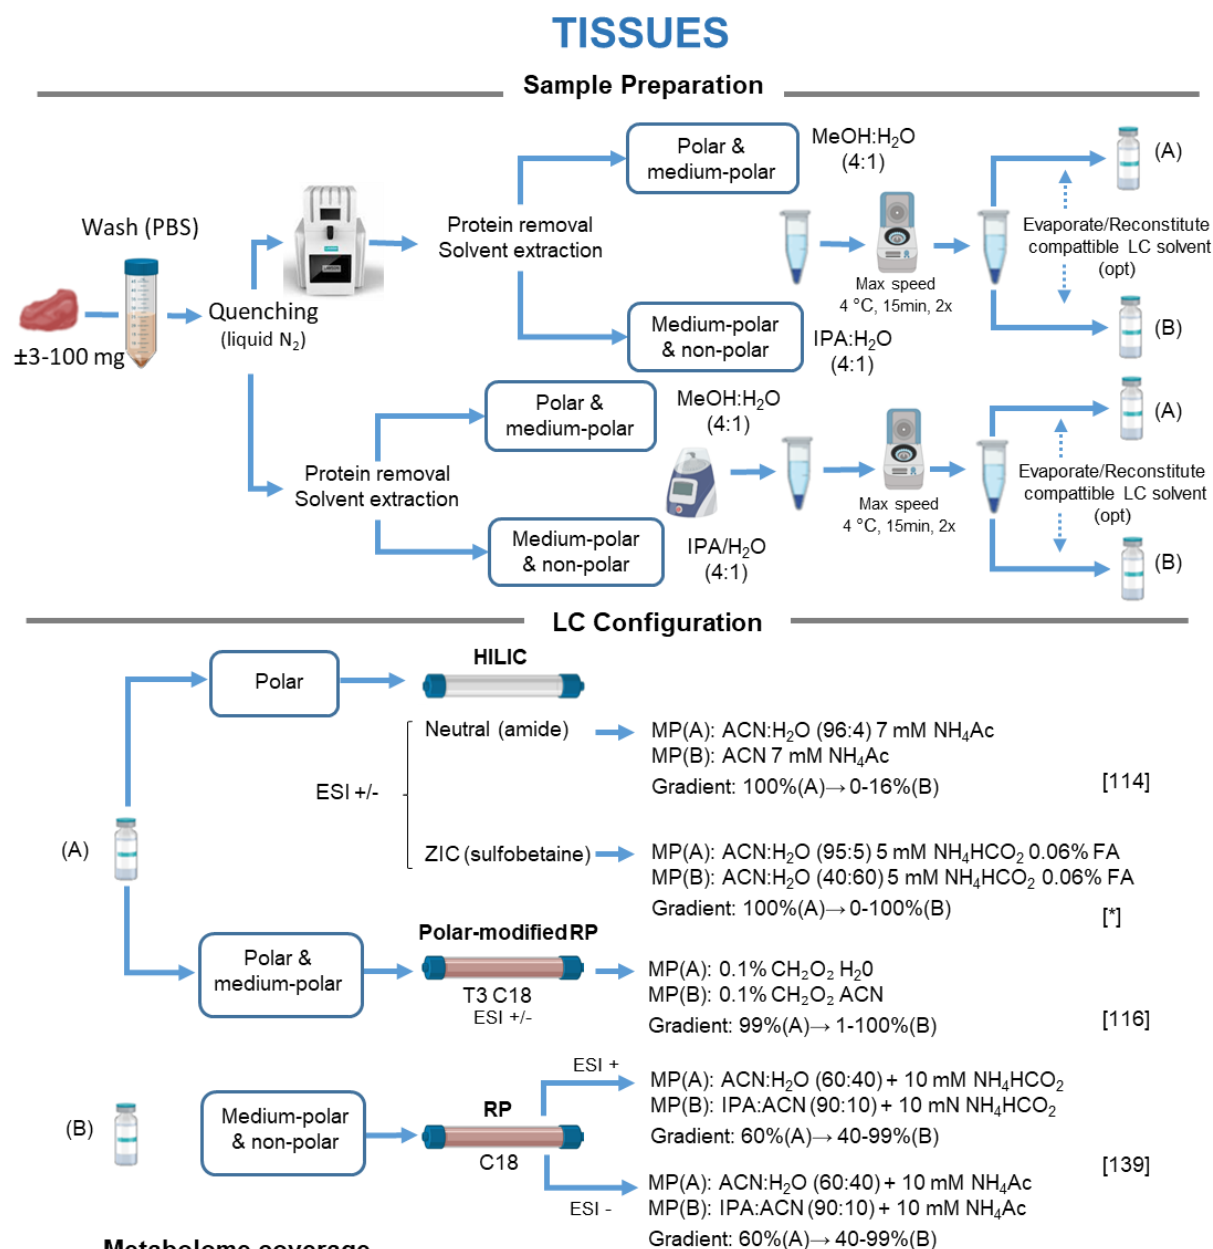 TISSUES
Sample Preparation
Wash (PBS)
±3-100 mg
Quenching
(liquid N₂)
Protein removal
Solvent extraction
Polar &
medium-polar
MeOH:H₂O
(4:1)
Medium-polar
& non-polar
IPA:H₂O
(4:1)
Max speed
4 °C, 15min, 2x
(A)
Evaporate/Reconstitute
compattible LC solvent
(opt)
(B)
Protein removal
Solvent extraction
Polar &
medium-polar
MeOH:H₂O
(4:1)
Medium-polar
& non-polar
IPA/H₂O
(4:1)
Max speed
4 °C, 15min, 2x
(A)
Evaporate/Reconstitute
compattible LC solvent
(opt)
(B)
LC Configuration
(A)
Polar
HILIC
ESI +/-
Neutral (amide)
MP(A): ACN:H₂O (96:4) 7 mM NH₄Ac
MP(B): ACN 7 mM NH₄Ac
Gradient: 100%(A)→ 0-16%(B)
[114]
ZIC (sulfobetaine)
MP(A): ACN:H₂O (95:5) 5 mM NH₄HCO₂ 0.06% FA
MP(B): ACN:H₂O (40:60) 5 mM NH₄HCO₂ 0.06% FA
Gradient: 100%(A)→ 0-100%(B)
[*]
Polar &
medium-polar
Polar-modified RP
T3 C18
ESI +/-
MP(A): 0.1% CH₂O₂ H₂0
MP(B): 0.1% CH₂O₂ ACN
Gradient: 99%(A)→ 1-100%(B)
[116]
(B)
Medium-polar
& non-polar
RP
C18
ESI +
MP(A): ACN:H₂O (60:40) + 10 mM NH₄HCO₂
MP(B): IPA:ACN (90:10) + 10 mN NH₄HCO₂
Gradient: 60%(A)→ 40-99%(B)
[139]
ESI -
MP(A): ACN:H₂O (60:40) + 10 mM NH₄Ac
MP(B): IPA:ACN (90:10) + 10 mM NH₄Ac
Gradient: 60%(A)→ 40-99%(B)
Metabolome coverage